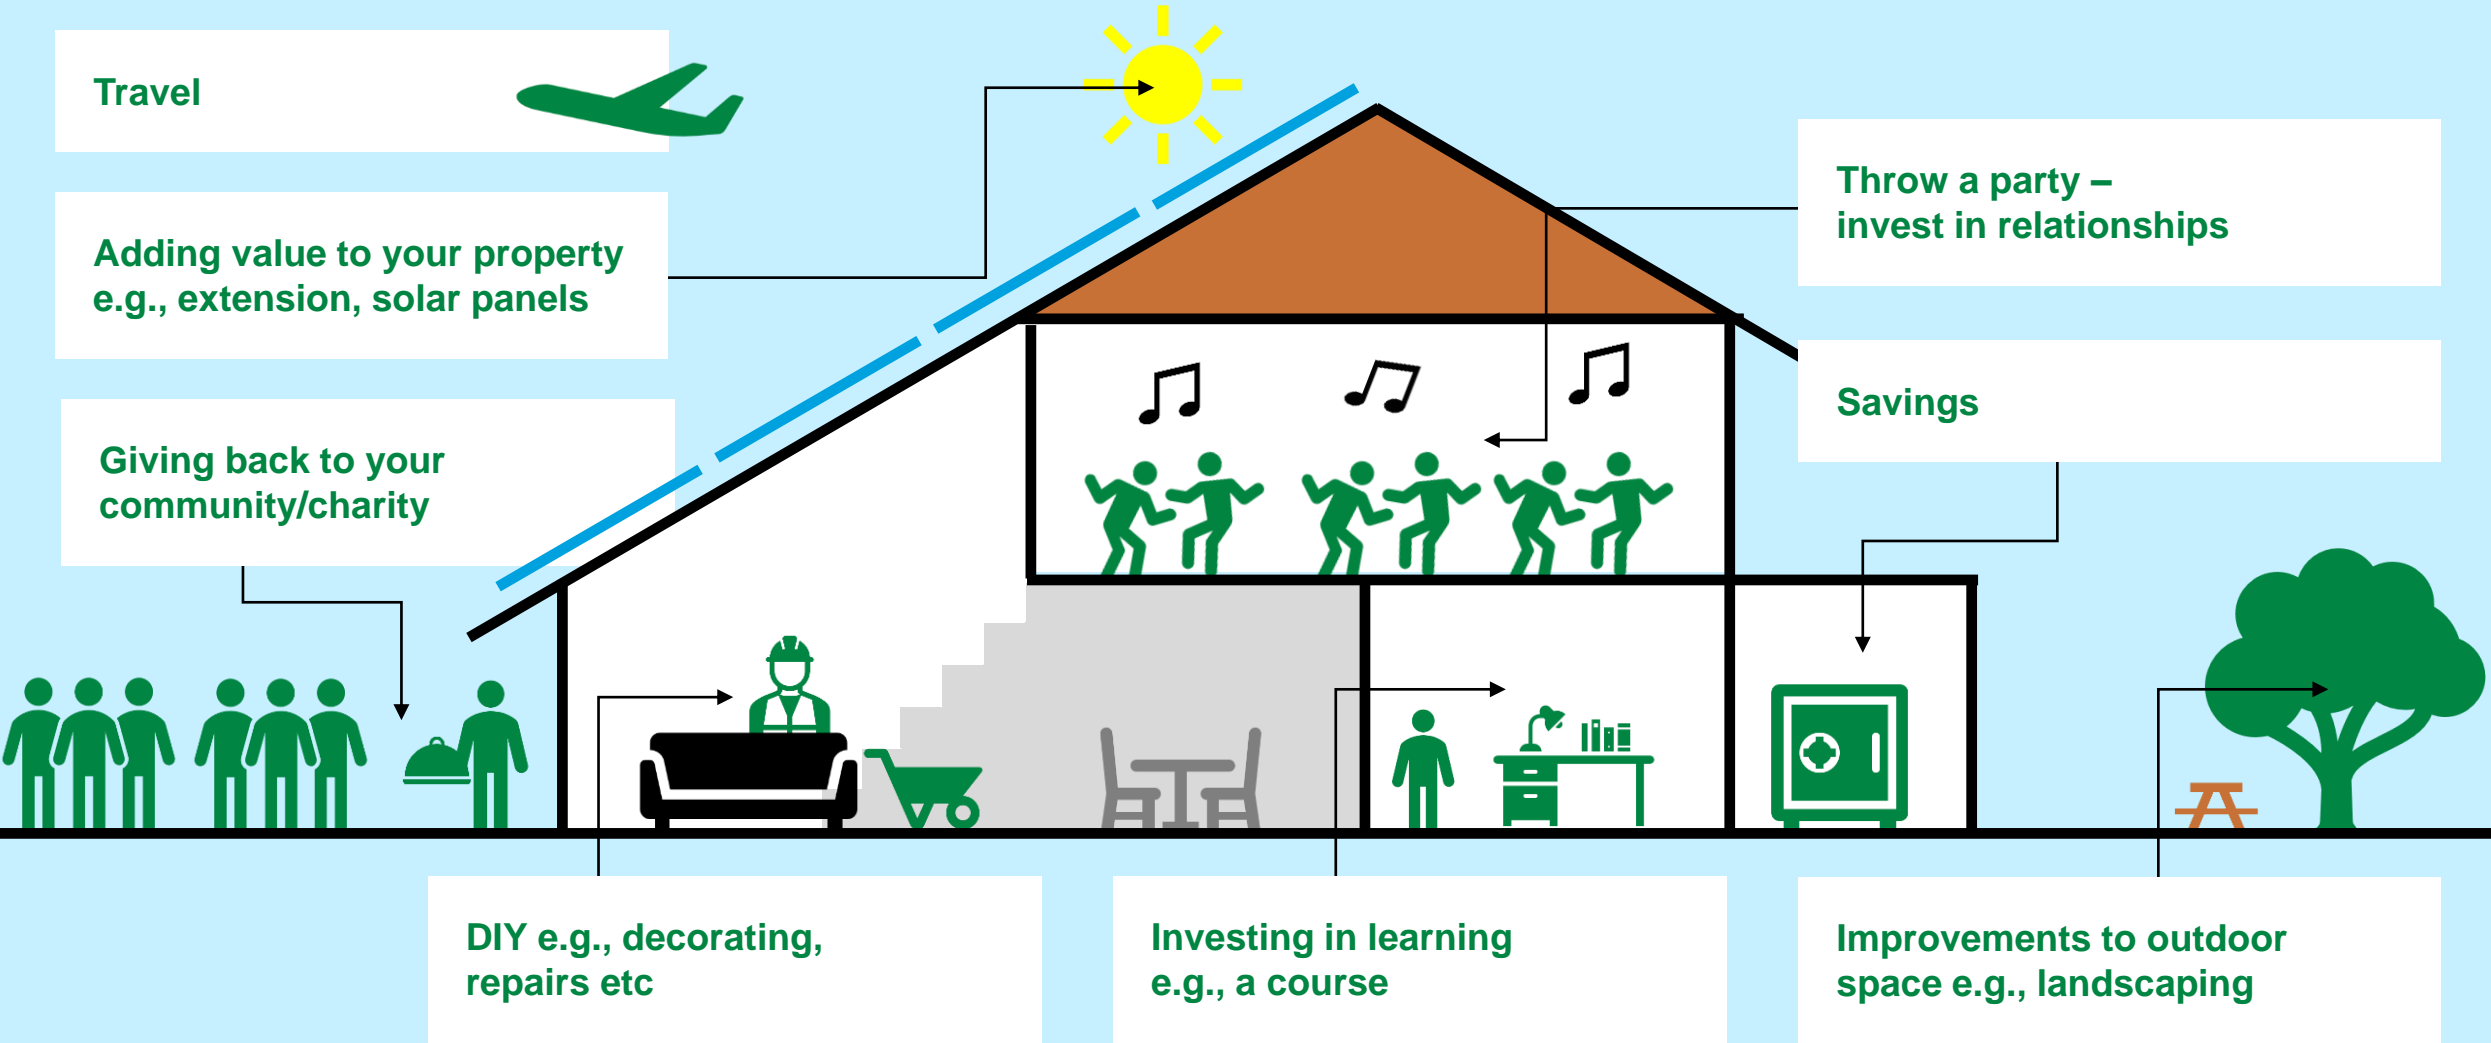 Travel
Adding value to your property
e.g., extension, solar panels
Giving back to your
community/charity
Throw a party –
invest in relationships
Savings
DIY e.g., decorating,
repairs etc
Investing in learning
e.g., a course
Improvements to outdoor
space e.g., landscaping